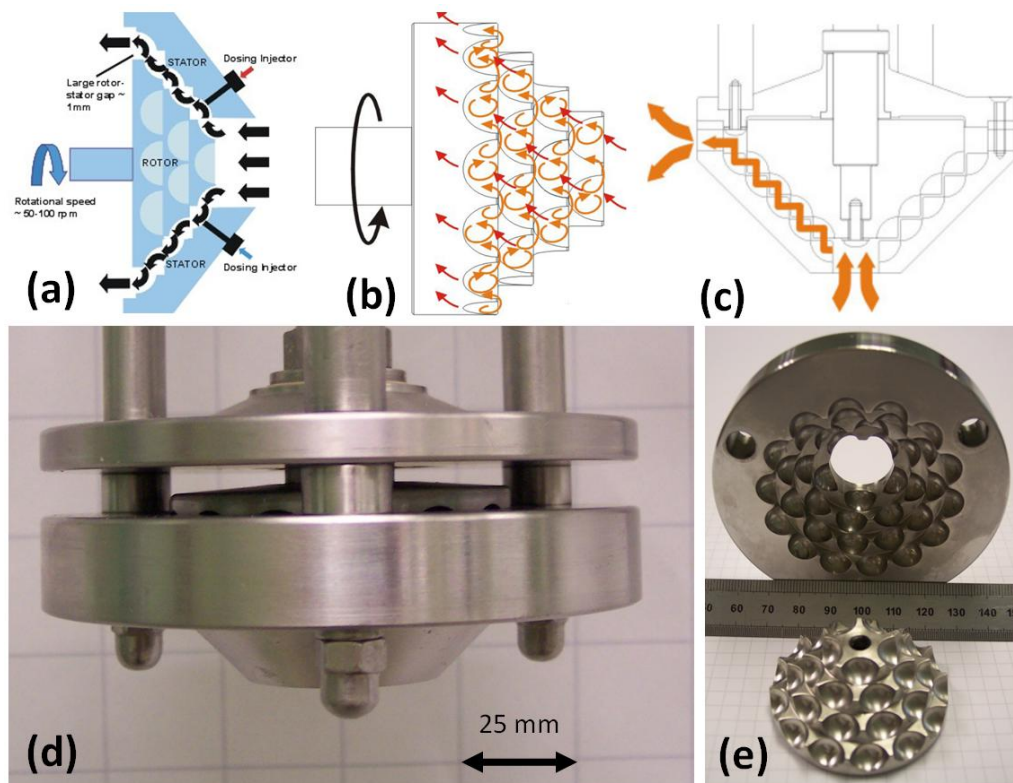 STATOR
Dosing Injector
Large rotor-
stator gap ~
1mm
ROTOR
Rotational speed
~ 50-100 rpm
STATOR
Dosing Injector
(a)
(b)
(c)
(d)
25 mm
60 70 80 90 100 110 120 130 140
(e)